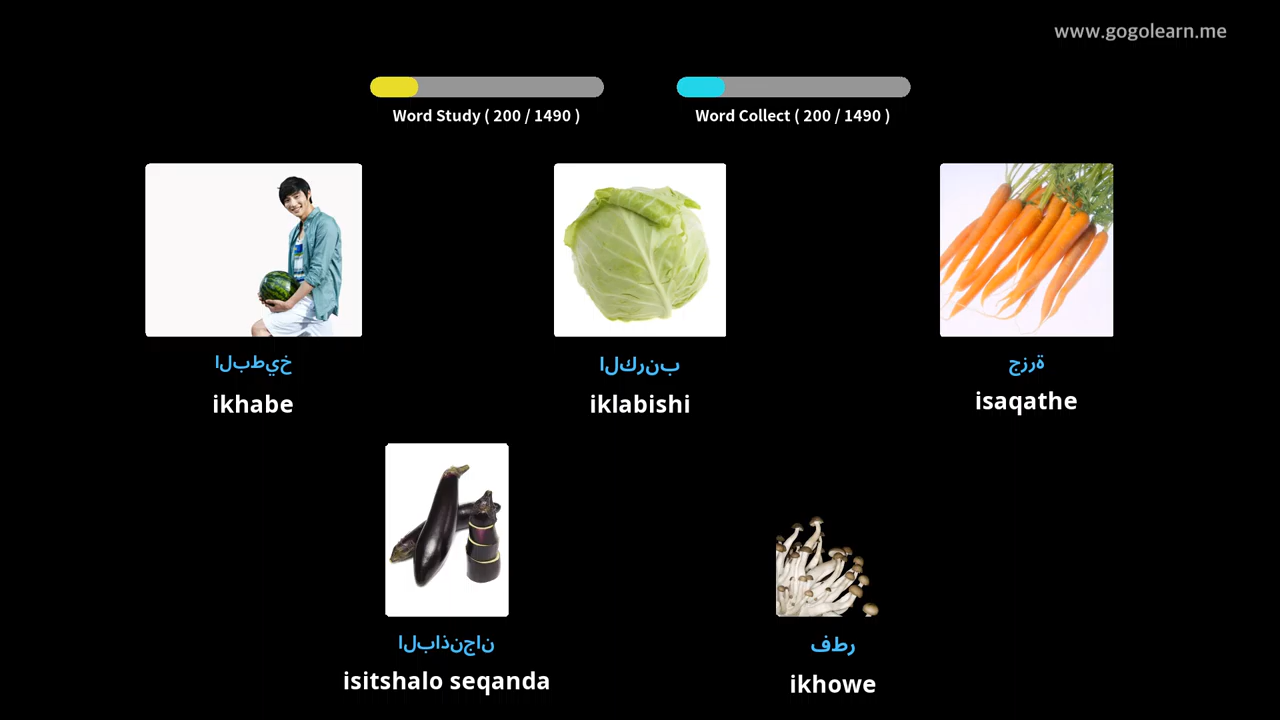 www.gogolearn.me
Word Study ( 200 / 1490 )
Word Collect ( 200 / 1490 )
البطيخ
ikhabe
الكرنب
iklabishi
جزرة
isaqathe
الباذنجان
isitshalo seqanda
فطر
ikhowe